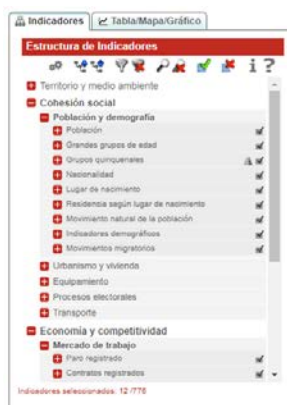 Indicadores
Tabla/Mapa/Gráfico
Estructura de Indicadores
Territorio y medio ambiente
Cohesión social
Población y demografía
Población
Grandes grupos de edad
Grupos quinquenales
Nacionalidad
Lugar de nacimiento
Residencia según lugar de nacimiento
Movimiento natural de la población
Indicadores demográficos
Movimientos migratorios
Urbanismo y vivienda
Equipamiento
Procesos electorales
Transporte
Economía y competitividad
Mercado de trabajo
Paro registrado
Contratos registrados
Indicadores seleccionados: 12 /776